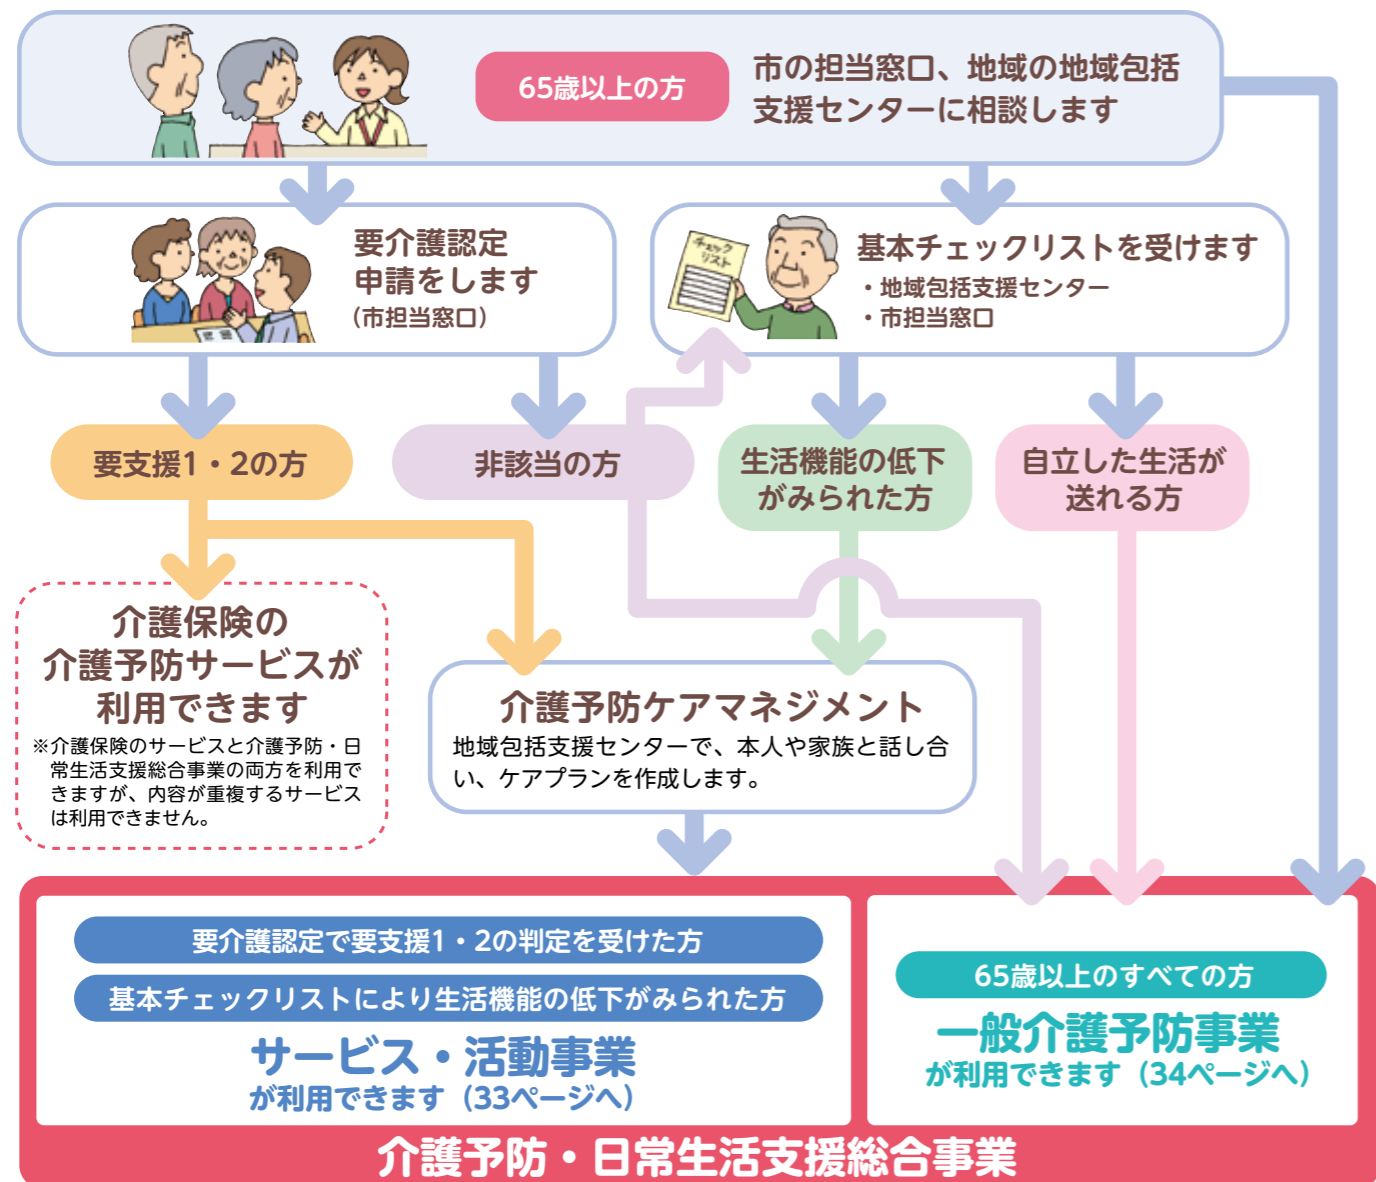 65歳以上の方
市の担当窓口、地域の地域包括
支援センターに相談します
要介護認定
申請をします
(市担当窓口)
チェック
リスト
基本チェックリストを受けます
・地域包括支援センター
・市担当窓口
要支援1・2の方
非該当の方
生活機能の低下
がみられた方
自立した生活が
送れる方
介護保険の
介護予防サービスが
利用できます
※介護保険のサービスと介護予防・日
常生活支援総合事業の両方を利用で
きますが、内容が重複するサービス
は利用できません。
介護予防ケアマネジメント
地域包括支援センターで、本人や家族と話し合
い、ケアプランを作成します。
要介護認定で要支援1・2の判定を受けた方
基本チェックリストにより生活機能の低下がみられた方
サービス・活動事業
が利用できます（33ページへ）
65歳以上のすべての方
一般介護予防事業
が利用できます（34ページへ）
介護予防・日常生活支援総合事業